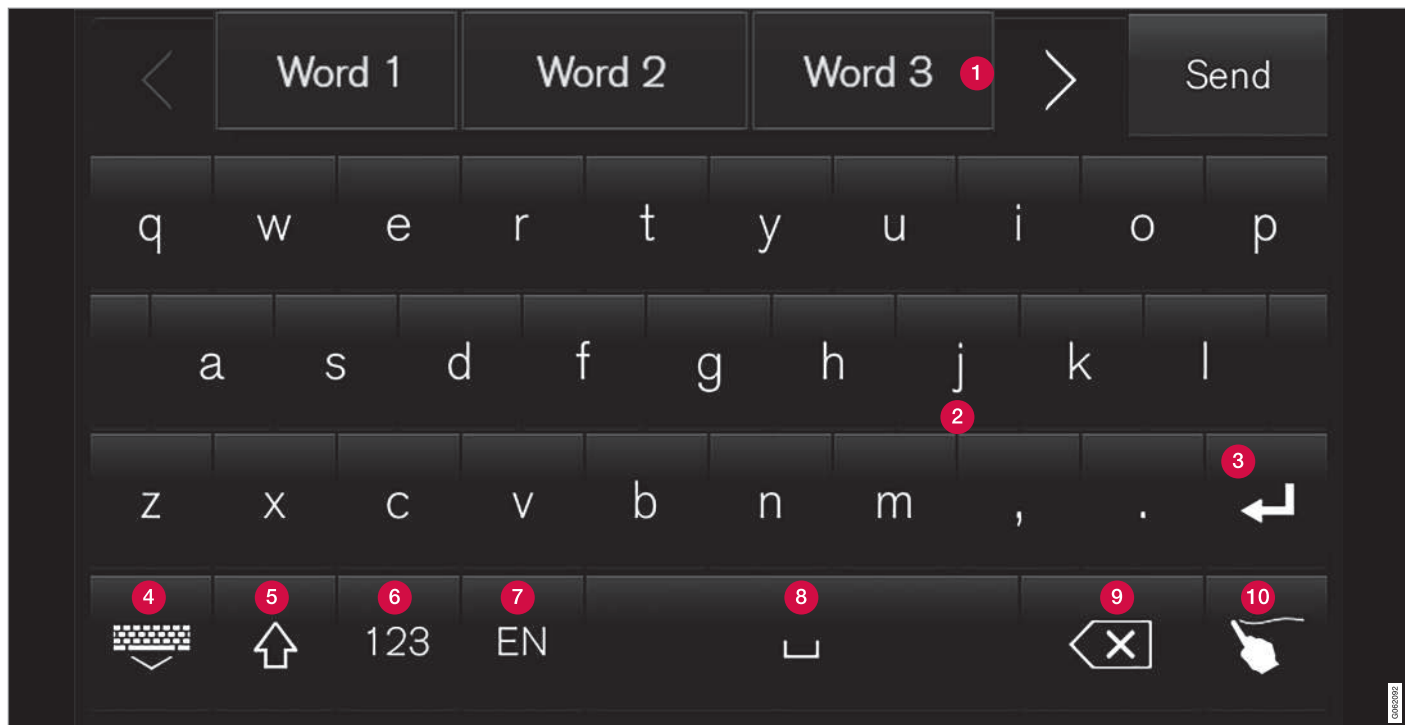 Word 1 Word 2 Word 3 1 Send
q w e r t y u i o p
a s d f g h j k l
2
3
z x c v b n m , .
4 5 6 7 8 9 10
123 EN
G062092